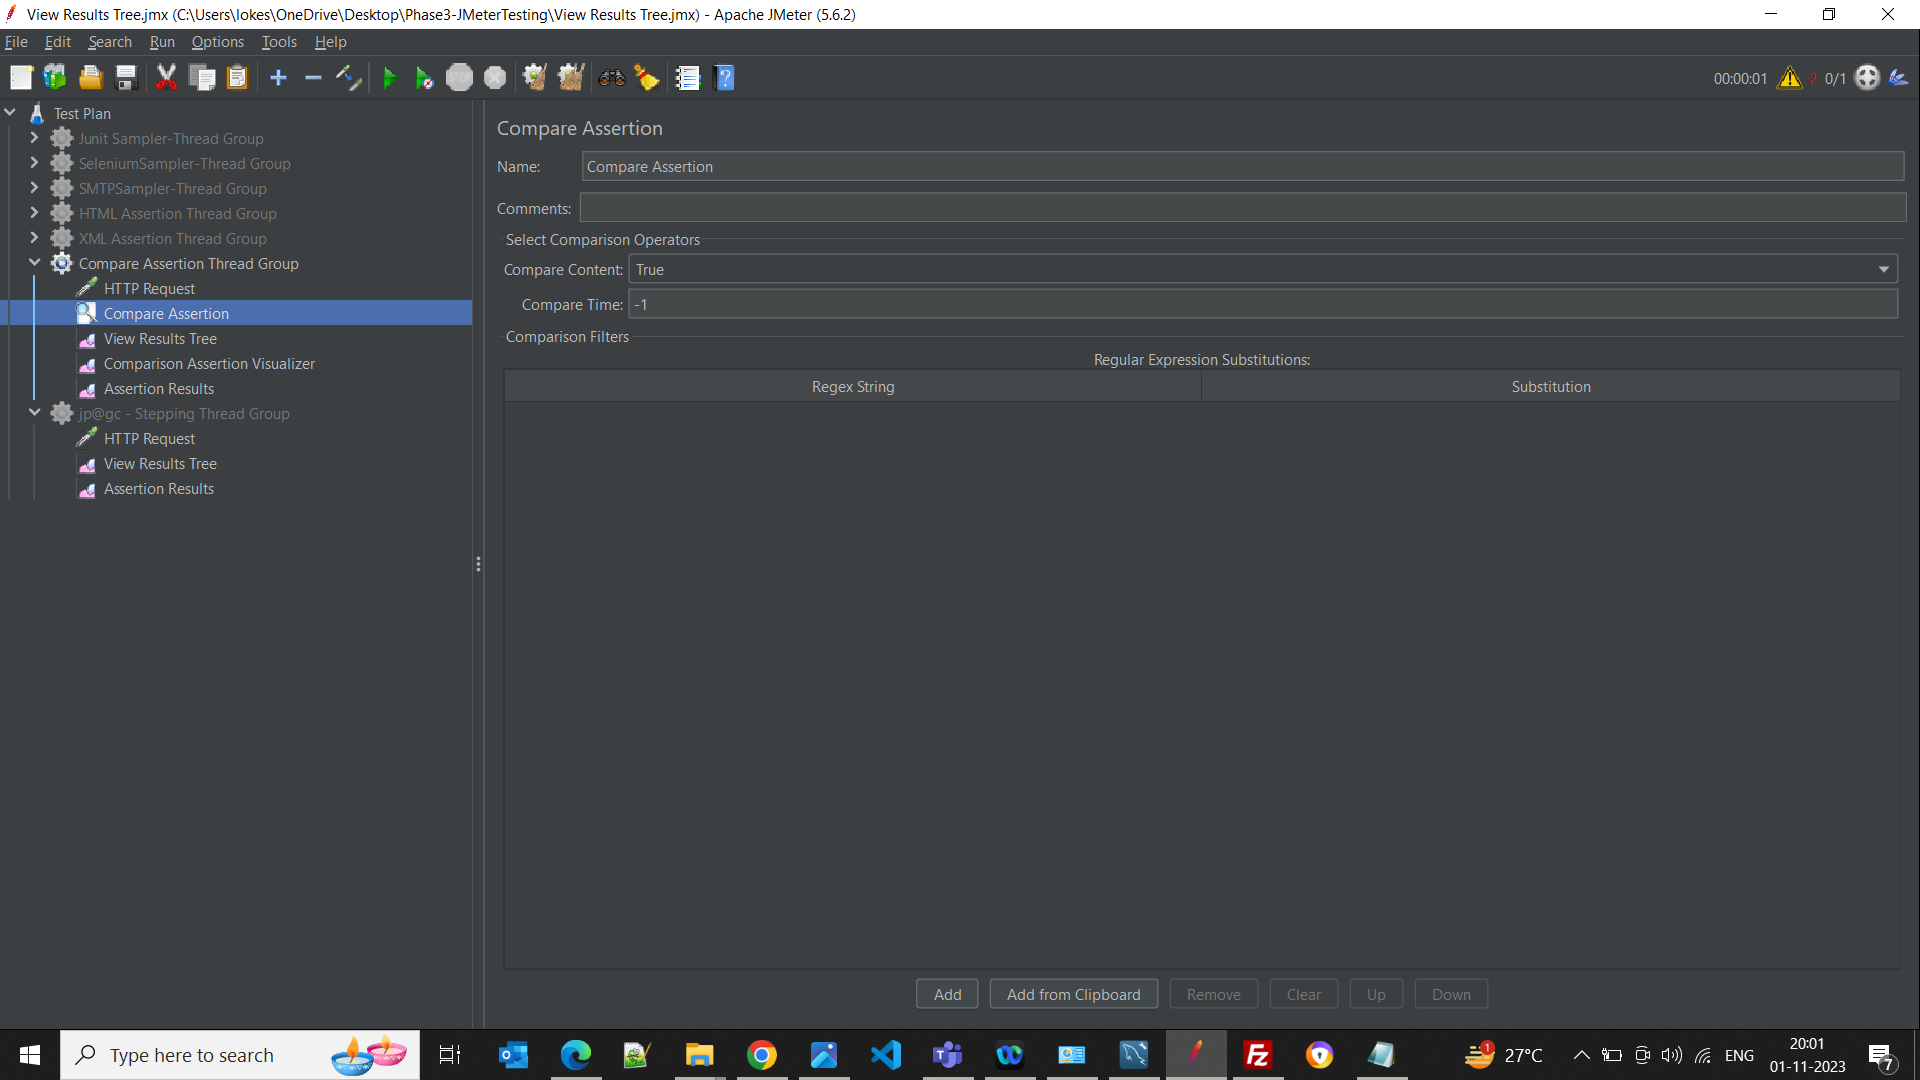 View Results Tree.jmx (C:\Users\lokes\OneDrive\Desktop\Phase3-JMeterTesting\View Results Tree.jmx) - Apache JMeter (5.6.2)
File Edit Search Run Options Tools Help
STOP
00:00:01 2 0/1
Test Plan
Junit Sampler-Thread Group
SeleniumSampler-Thread Group
SMTPSampler-Thread Group
HTML Assertion Thread Group
XML Assertion Thread Group
Compare Assertion Thread Group
HTTP Request
Compare Assertion
View Results Tree
Comparison Assertion Visualizer
Assertion Results
jp@gc - Stepping Thread Group
HTTP Request
View Results Tree
Assertion Results
Compare Assertion
Name: Compare Assertion
Comments:
Select Comparison Operators
Compare Content: True
Compare Time: -1
Comparison Filters
Regular Expression Substitutions:
Regex String Substitution
Add Add from Clipboard Remove Clear Up Down
Type here to search
1 27°C ENG
20:01
01-11-2023
7